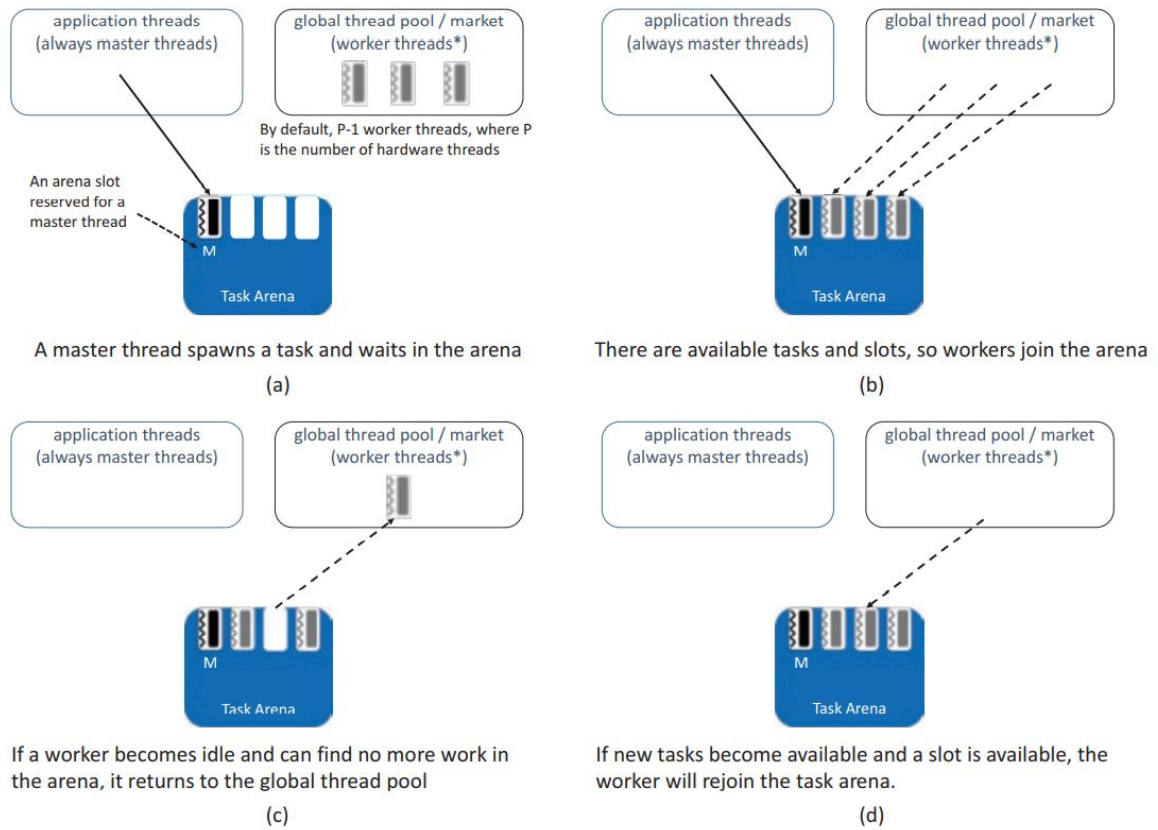 application threads
(always master threads)
global thread pool / market
(worker threads*)
By default, P-1 worker threads, where P
is the number of hardware threads
An arena slot
reserved for a
master thread
M
Task Arena
A master thread spawns a task and waits in the arena
(a)
application threads
(always master threads)
global thread pool / market
(worker threads*)
M
Task Arena
There are available tasks and slots, so workers join the arena
(b)
application threads
(always master threads)
global thread pool / market
(worker threads*)
M
Task Arena
If a worker becomes idle and can find no more work in
the arena, it returns to the global thread pool
(c)
application threads
(always master threads)
global thread pool / market
(worker threads*)
M
Task Arena
If new tasks become available and a slot is available, the
worker will rejoin the task arena.
(d)